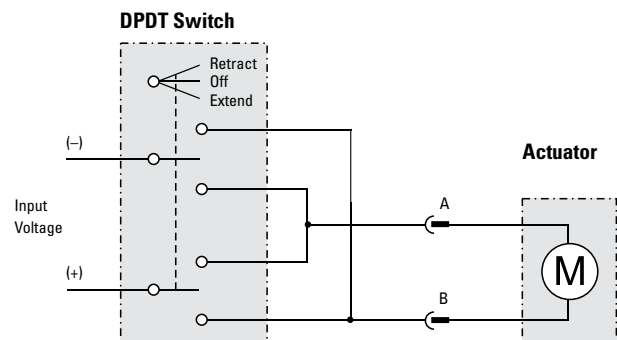 DPDT Switch
Retract
Off
Extend
(–)
Actuator
Input
Voltage
A
(+)
B
M